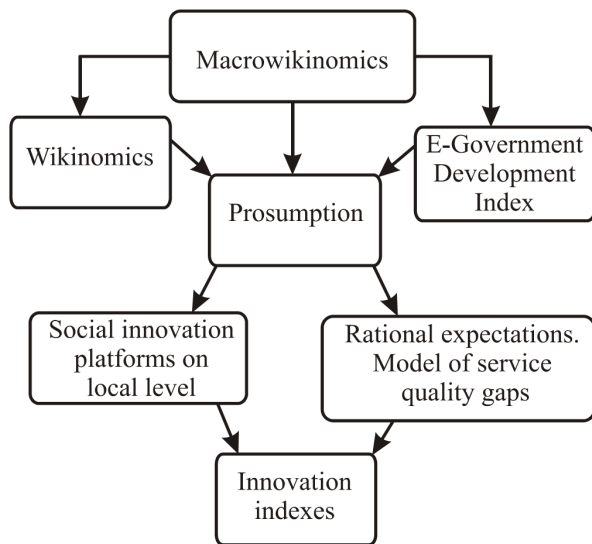 Macrowikinomics
Wikinomics
E-Government
Development
Index
Prosumption
Social innovation
platforms on
local level
Rational expectations.
Model of service
quality gaps
Innovation
indexes